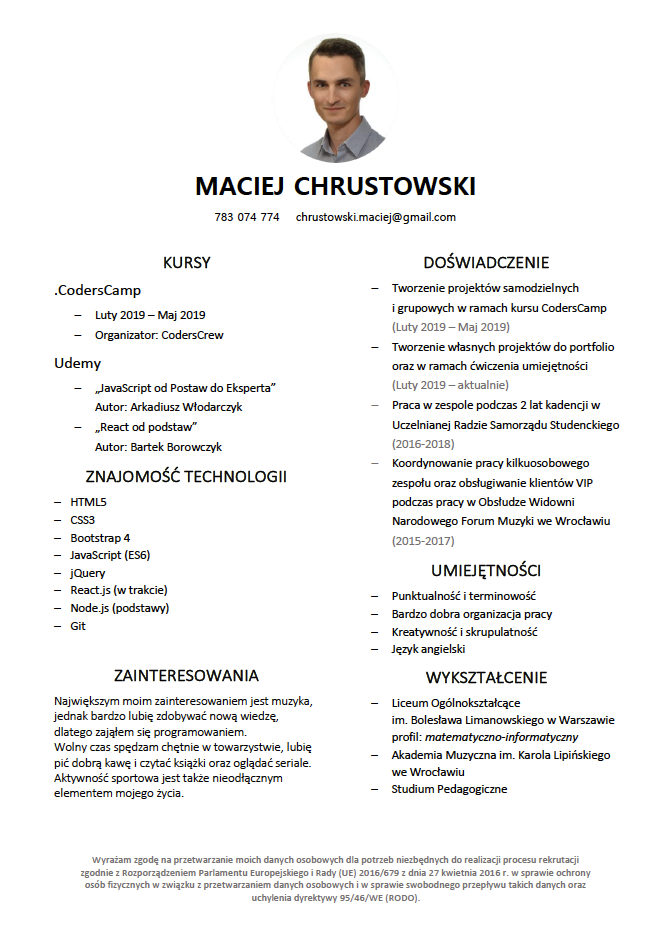 MACIEJ CHRUSTOWSKI
783 074 774 chrustowski.maciej@gmail.com
KURSY
.CodersCamp
– Luty 2019 – Maj 2019
– Organizator: CodersCrew
Udemy
– „JavaScript od Postaw do Eksperta”
Autor: Arkadiusz Włodarczyk
– „React od podstaw”
Autor: Bartek Borowczyk
ZNAJOMOŚĆ TECHNOLOGII
– HTML5
– CSS3
– Bootstrap 4
– JavaScript (ES6)
– jQuery
– React.js (w trakcie)
– Node.js (podstawy)
– Git
ZAINTERESOWANIA
Największym moim zainteresowaniem jest muzyka,
jednak bardzo lubię zdobywać nową wiedzę,
dlatego zająłem się programowaniem.
Wolny czas spędzam chętnie w towarzystwie, lubię
pić dobrą kawę i czytać książki oraz oglądać seriale.
Aktywność sportowa jest także nieodłącznym
elementem mojego życia.
DOŚWIADCZENIE
– Tworzenie projektów samodzielnych
i grupowych w ramach kursu CodersCamp
(Luty 2019 – Maj 2019)
– Tworzenie własnych projektów do portfolio
oraz w ramach ćwiczenia umiejętności
(Luty 2019 – aktualnie)
– Praca w zespole podczas 2 lat kadencji w
Uczelnianej Radzie Samorządu Studenckiego
(2016-2018)
– Koordynowanie pracy kilkuosobowego
zespołu oraz obsługiwanie klientów VIP
podczas pracy w Obsłudze Widowni
Narodowego Forum Muzyki we Wrocławiu
(2015-2017)
UMIEJĘTNOŚCI
– Punktualność i terminowość
– Bardzo dobra organizacja pracy
– Kreatywność i skrupulatność
– Język angielski
WYKSZTAŁCENIE
– Liceum Ogólnokształcące
im. Bolesława Limanowskiego w Warszawie
profil: matematyczno-informatyczny
– Akademia Muzyczna im. Karola Lipińskiego
we Wrocławiu
– Studium Pedagogiczne
Wyrażam zgodę na przetwarzanie moich danych osobowych dla potrzeb niezbędnych do realizacji procesu rekrutacji
zgodnie z Rozporządzeniem Parlamentu Europejskiego i Rady (UE) 2016/679 z dnia 27 kwietnia 2016 r. w sprawie ochrony
osób fizycznych w związku z przetwarzaniem danych osobowych i w sprawie swobodnego przepływu takich danych oraz
uchylenia dyrektywy 95/46/WE (RODO).